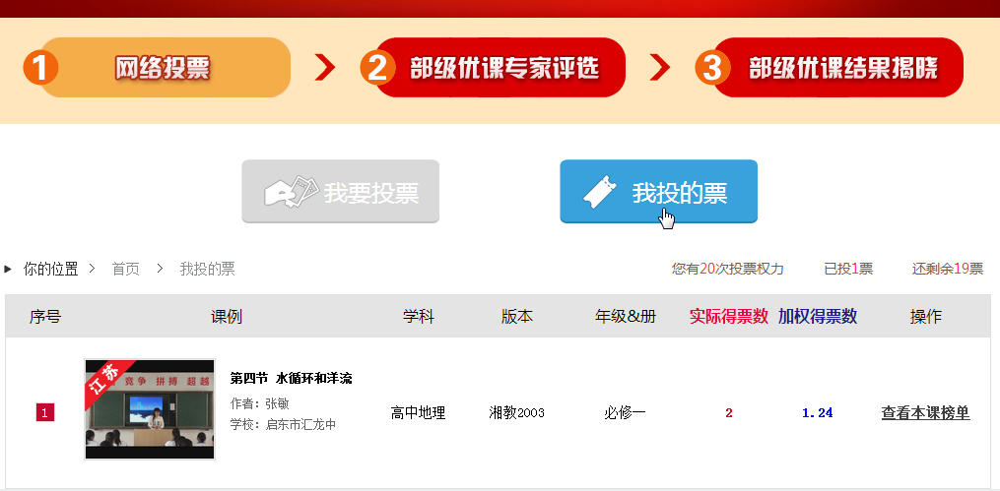 1 网络投票 2 部级优课专家评选 3 部级优课结果揭晓
我要投票 我投的票
你的位置 首页 我投的票 您有20次投票权力 已投1票 还剩余19票
序号 课例 学科 版本 年级&册 实际得票数 加权得票数 操作
江苏
竞争 拼搏 超越
第四节 水循环和洋流
作者：张敏
学校：启东市汇龙中
1 高中地理 湘教2003 必修一 2 1.24 查看本课榜单